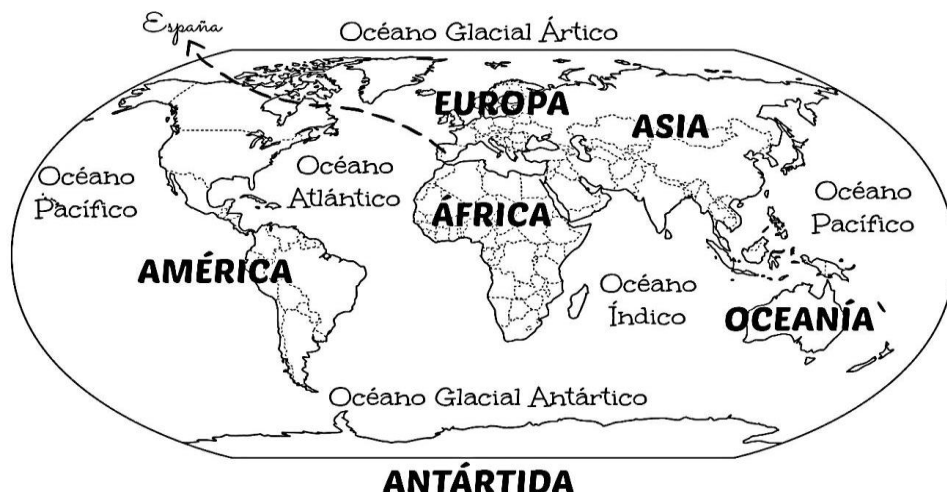 España
Océano Glacial Ártico
EUROPA
ASIA
Océano
Pacífico
Océano
Atlántico
ÁFRICA
Océano
Pacífico
AMÉRICA
Océano
Índico
OCEANÍA
Océano Glacial Antártico
ANTÁRTIDA